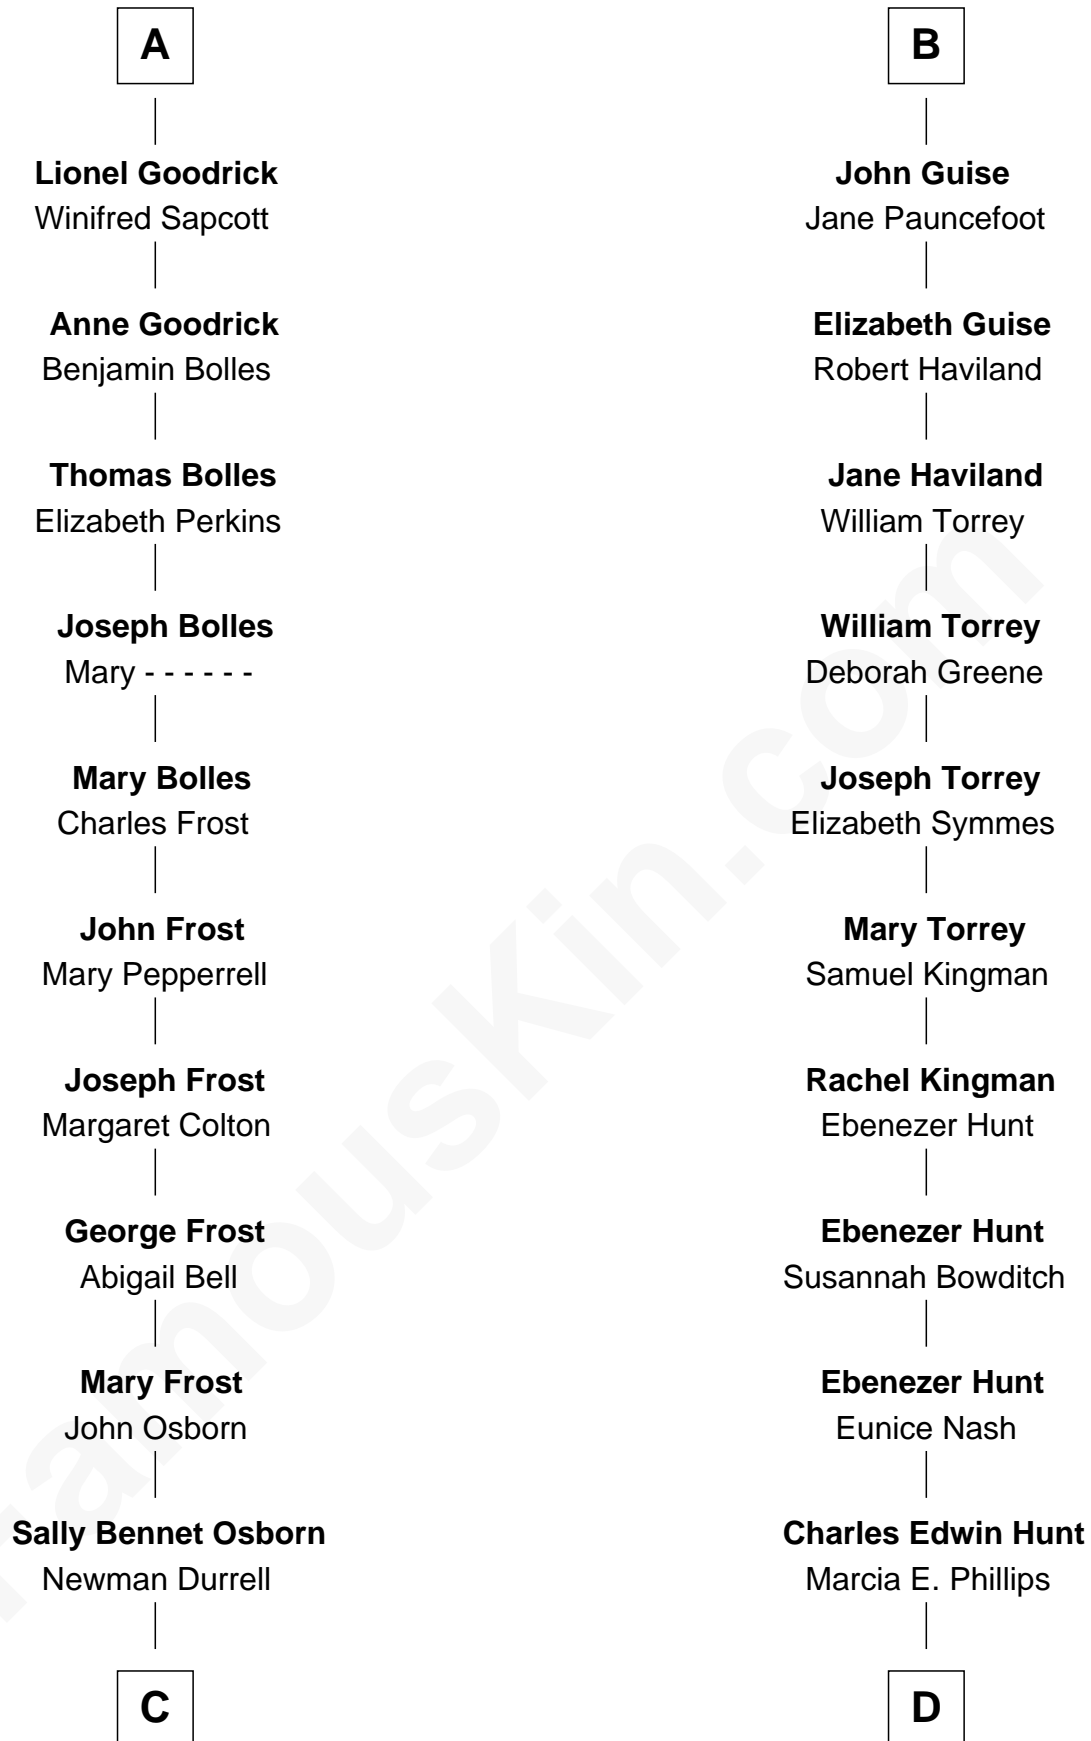 A
Lionel Goodrick
Winifred Sapcott
Anne Goodrick
Benjamin Bolles
Thomas Bolles
Elizabeth Perkins
Joseph Bolles
Mary - - - - - -
Mary Bolles
Charles Frost
John Frost
Mary Pepperrell
Joseph Frost
Margaret Colton
George Frost
Abigail Bell
Mary Frost
John Osborn
Sally Bennet Osborn
Newman Durrell
C
B
John Guise
Jane Pauncefoot
Elizabeth Guise
Robert Haviland
Jane Haviland
William Torrey
William Torrey
Deborah Greene
Joseph Torrey
Elizabeth Symmes
Mary Torrey
Samuel Kingman
Rachel Kingman
Ebenezer Hunt
Ebenezer Hunt
Susannah Bowditch
Ebenezer Hunt
Eunice Nash
Charles Edwin Hunt
Marcia E. Phillips
D
FamousKin.com